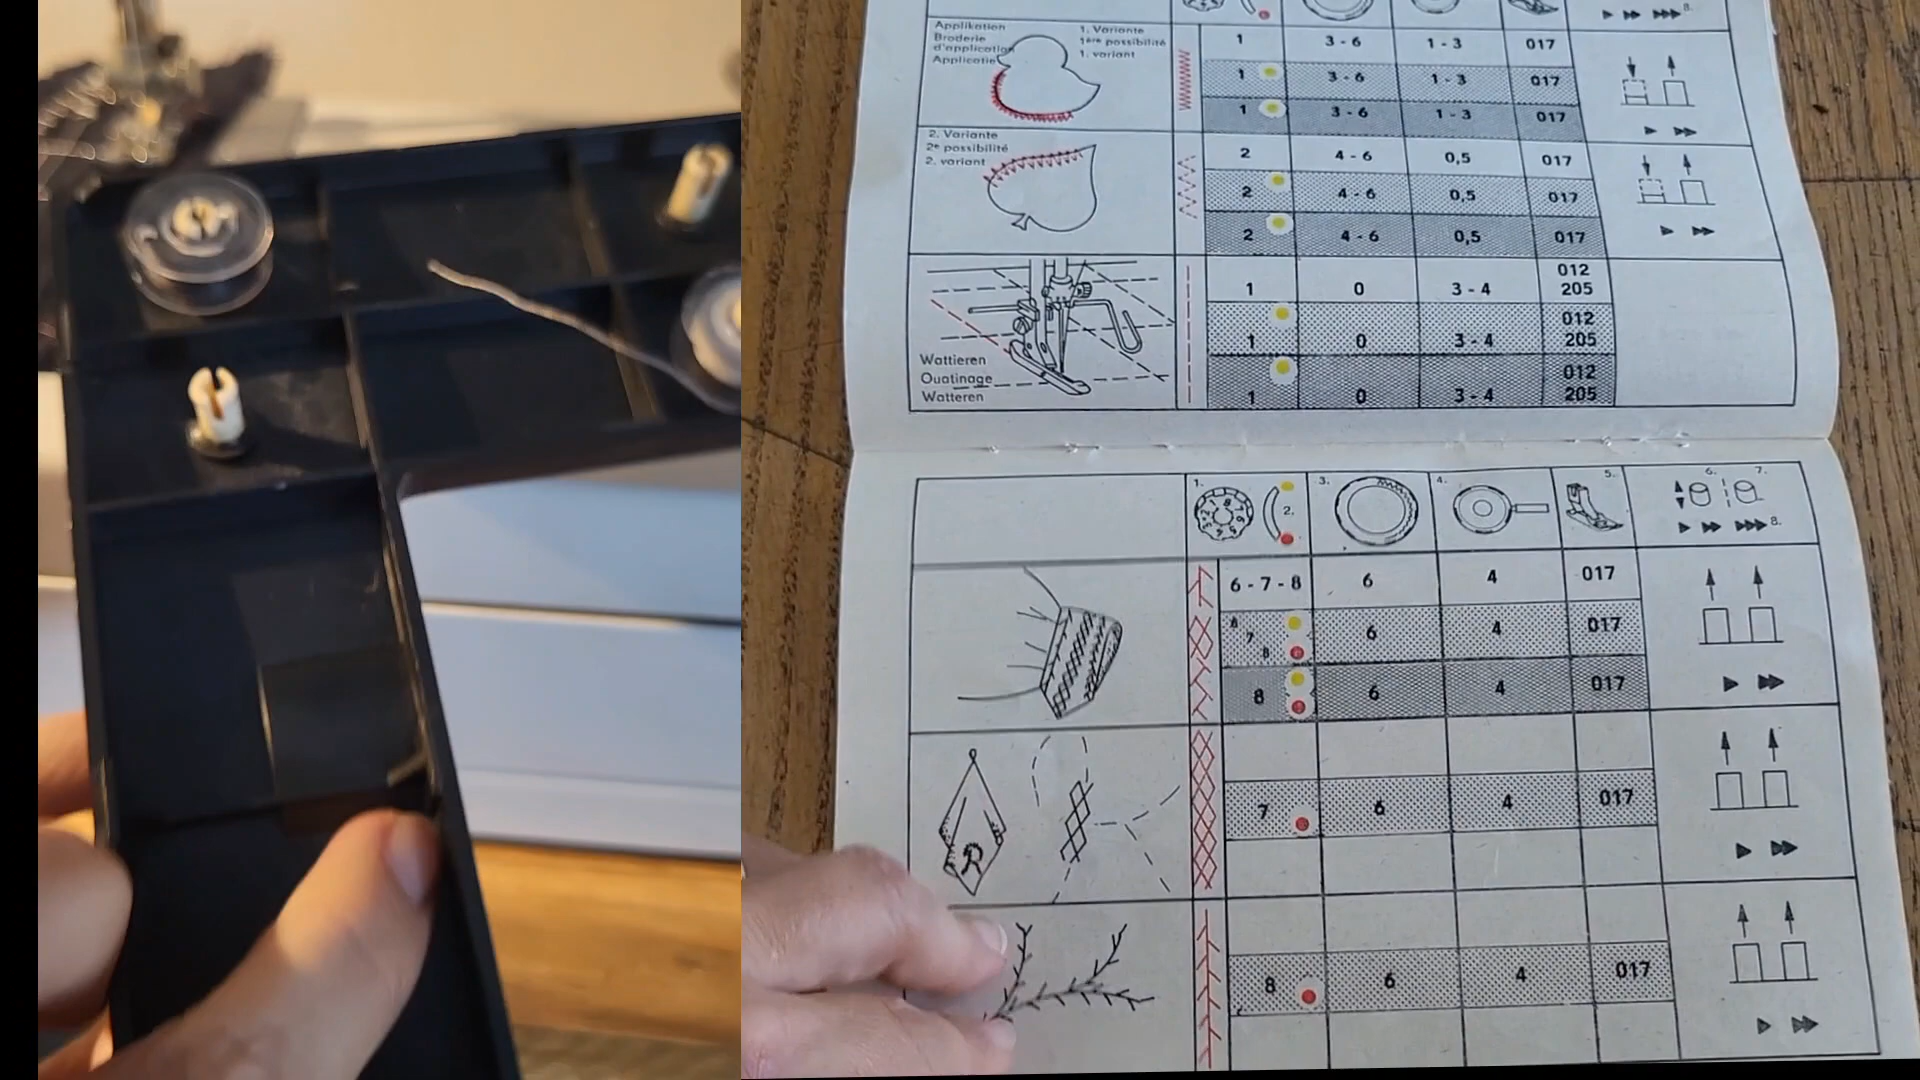 8.
Applikation
Broderie
d'application
Applicatie
1. Variante
1ère possibilité
1. variant
1 3 - 6 1 - 3 017
1 3 - 6 1 - 3 017
1 3 - 6 1 - 3 017
2. Variante
2e possibilité
2. variant
2 4 - 6 0,5 017
2 4 - 6 0,5 017
2 4 - 6 0,5 017
Wattieren
Ouatinage
Watteren
1 0 3 - 4 012 205
1 0 3 - 4 012 205
1 0 3 - 4 012 205
1. 2. 3. 4. 5. 6. 7. 8.
6 - 7 - 8 6 4 017
6 7 8 6 4 017
8 6 4 017
R
7 6 4 017
8 6 4 017